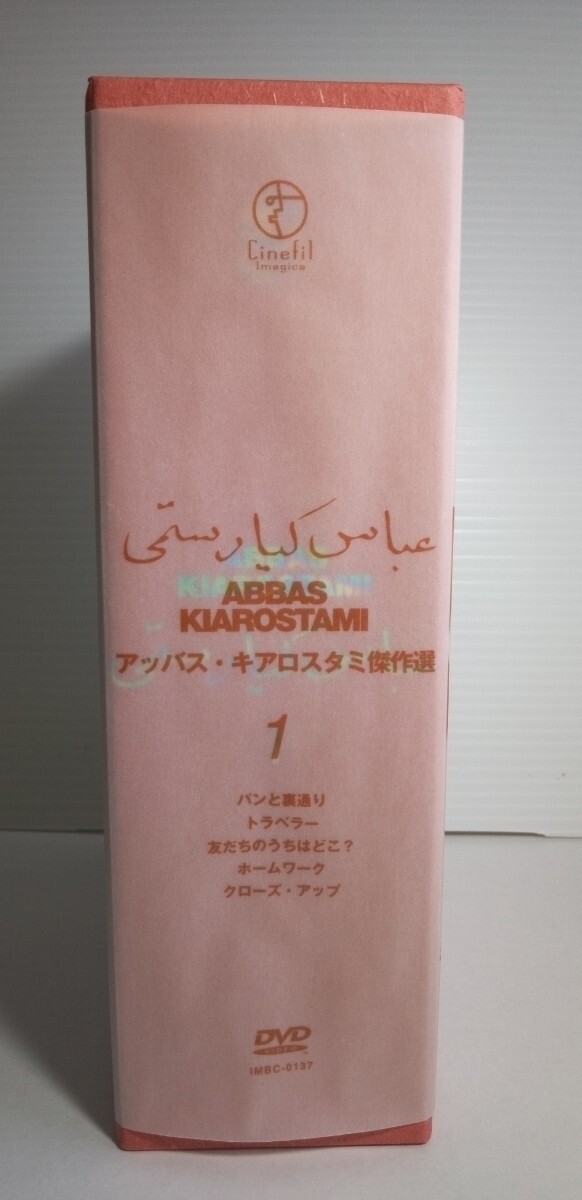 Cinefil
Imagica
عباس کیارستمی
ABBAS
KIAROSTAMI
アッバス・キアロスタミ傑作選
1
パンと裏通り
トラベラー
友だちのうちはどこ？
ホームワーク
クローズ・アップ
DVD
VIDEO
IMBC-0137